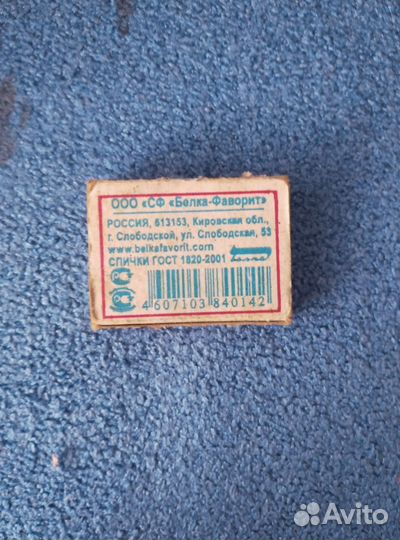 ООО «СФ «Белка-Фаворит»
РОССИЯ, 613153, Кировская обл.,
г. Слободской, ул. Слободская, 53
www.belkafavorit.com
СПИЧКИ ГОСТ 1820-2001
4 607103 840142
Avito